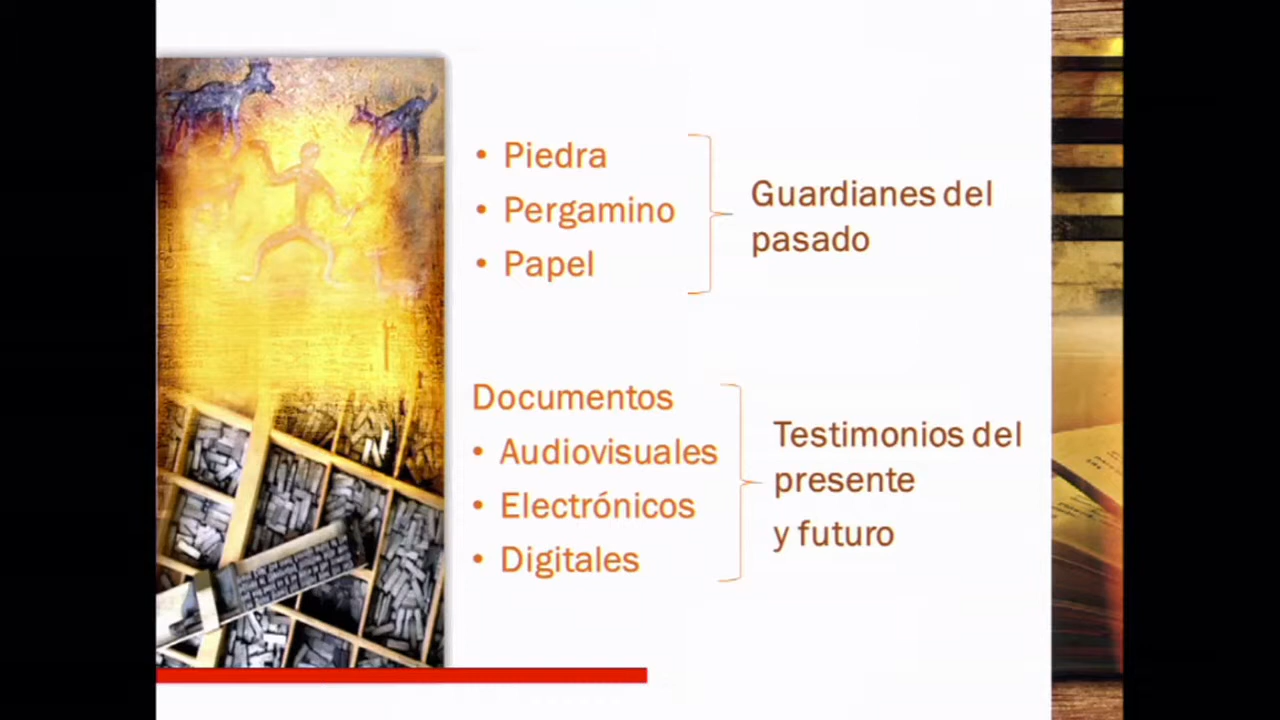 • Piedra
• Pergamino
• Papel
Guardianes del
pasado
Documentos
• Audiovisuales
• Electrónicos
• Digitales
Testimonios del
presente
y futuro